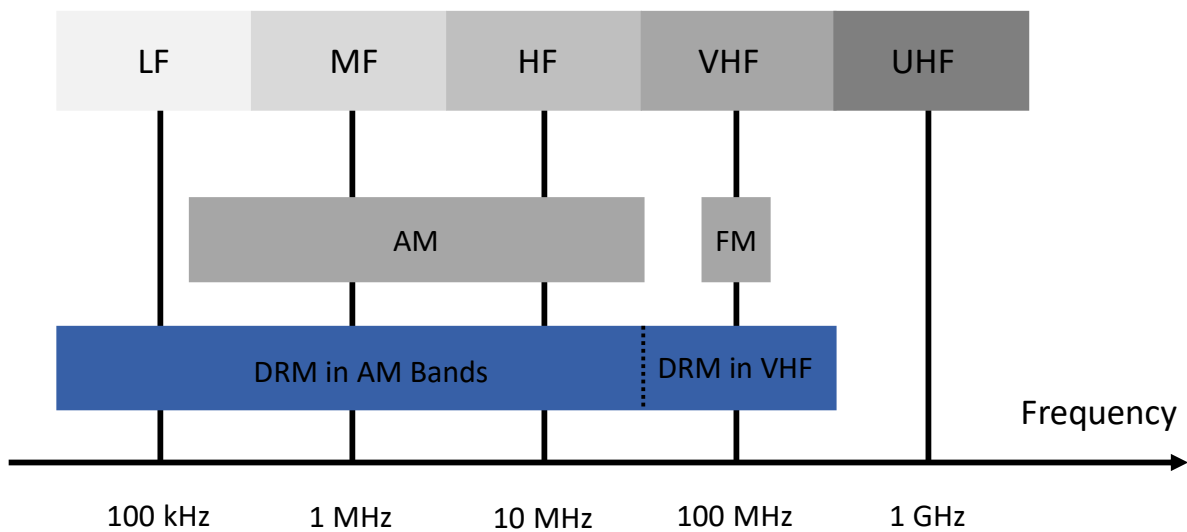 LF
MF
HF
VHF
UHF
AM
FM
DRM in AM Bands
DRM in VHF
Frequency
100 kHz
1 MHz
10 MHz
100 MHz
1 GHz